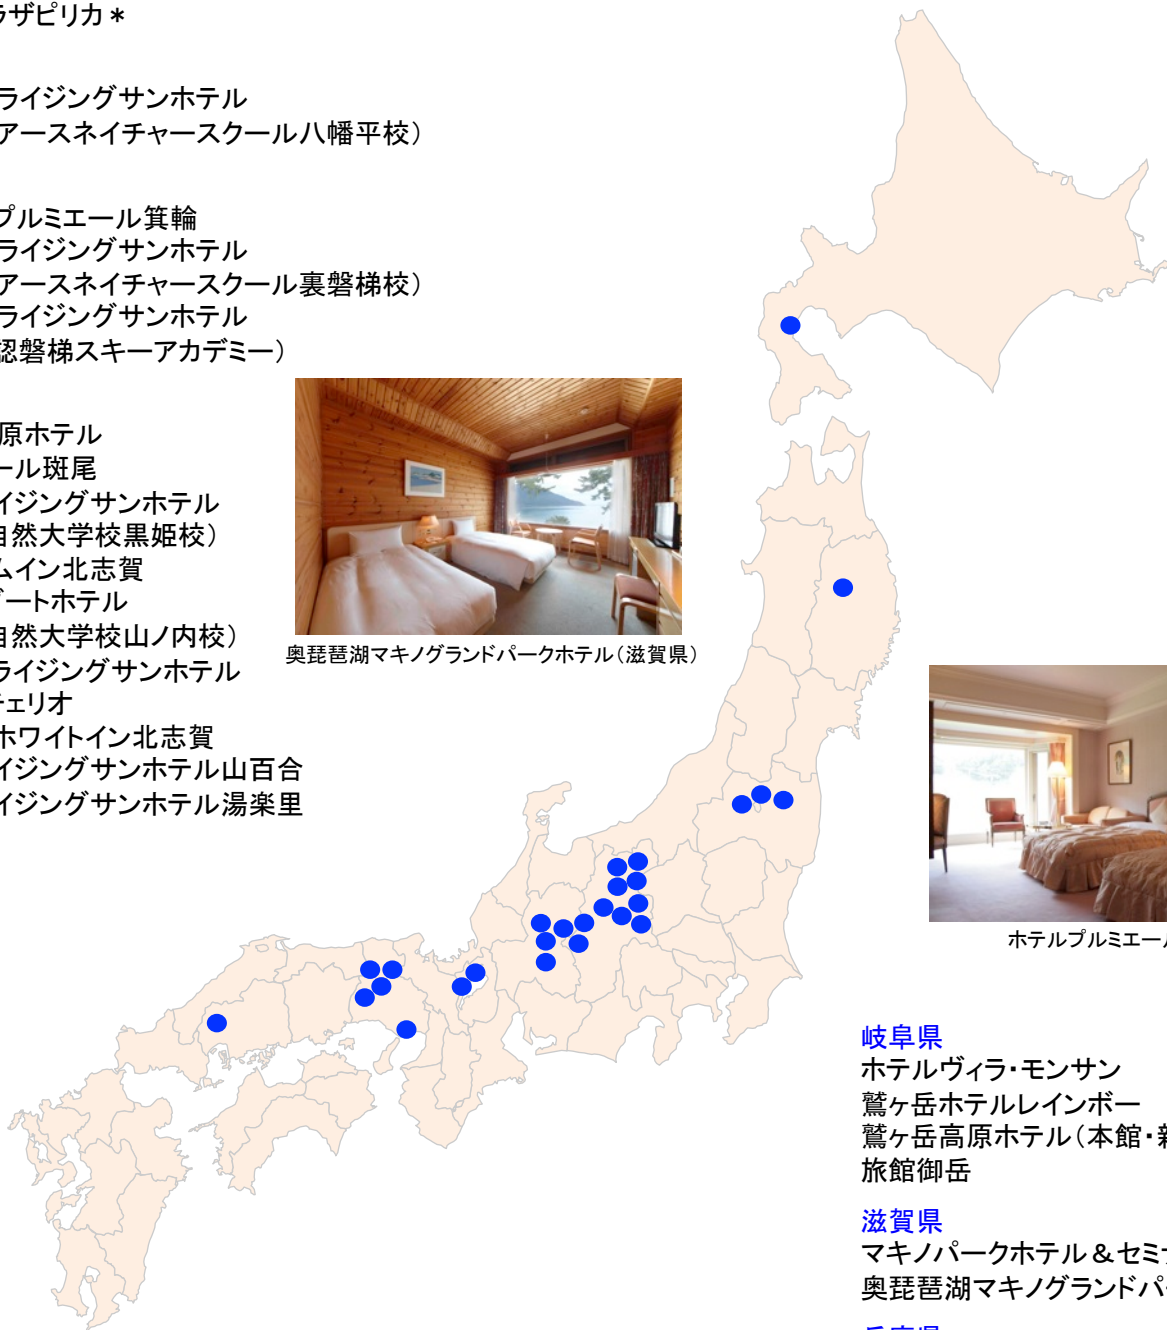 ラザピリカ*
ライジングサンホテル
アースネイチャースクール八幡平校)
プルミエール箕輪
ライジングサンホテル
アースネイチャースクール裏磐梯校)
ライジングサンホテル
認磐梯スキーアカデミー)
原ホテル
ール斑尾
イジングサンホテル
自然大学校黒姫校)
ムイン北志賀
ゾートホテル
自然大学校山ノ内校)
ライジングサンホテル
チェリオ
ホワイトイン北志賀
イジングサンホテル山百合
イジングサンホテル湯楽里
奥琵琶湖マキノグランドパークホテル(滋賀県)
ホテルプルミエール
岐阜県
ホテルヴィラ・モンサン
鷲ヶ岳ホテルレインボー
鷲ヶ岳高原ホテル(本館・新
旅館御岳
滋賀県
マキノパークホテル&セミナ
奥琵琶湖マキノグランドパー